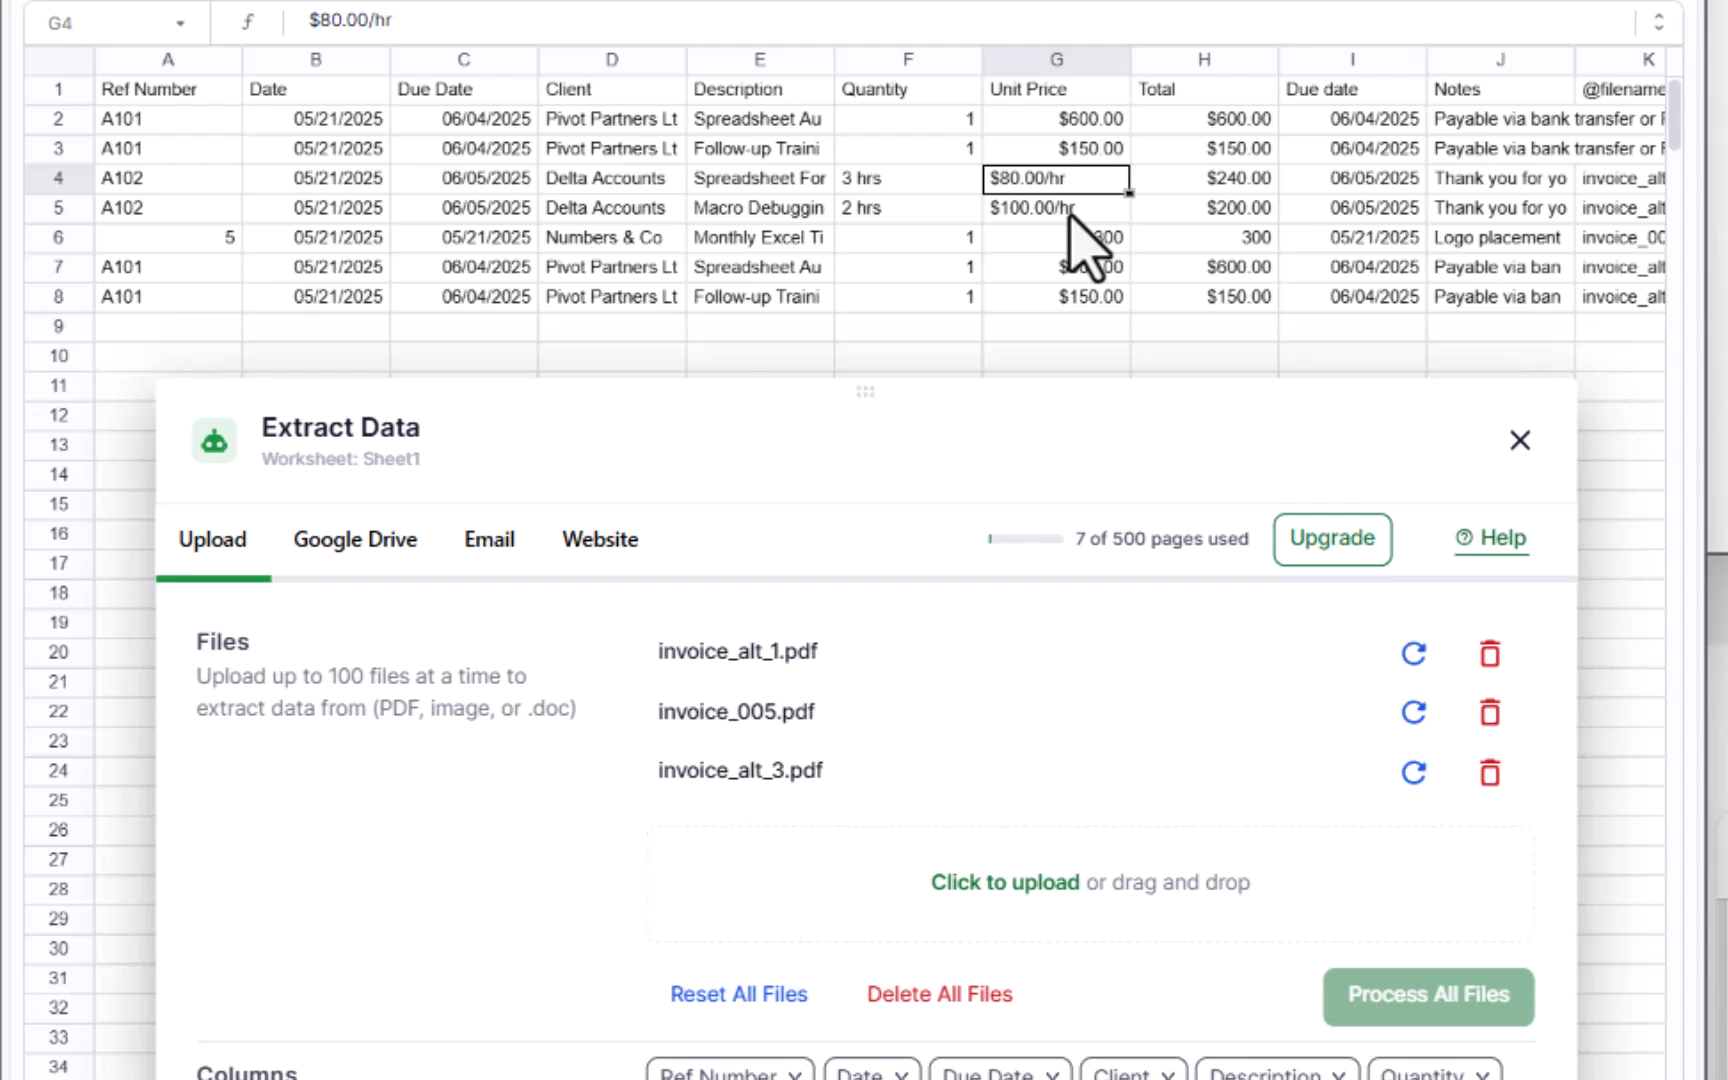 G4 f $80.00/hr
A B C D E F G H I J K
1 Ref Number Date Due Date Client Description Quantity Unit Price Total Due date Notes @filename
2 A101 05/21/2025 06/04/2025 Pivot Partners Lt Spreadsheet Au 1 $600.00 $600.00 06/04/2025 Payable via bank transfer or
3 A101 05/21/2025 06/04/2025 Pivot Partners Lt Follow-up Traini 1 $150.00 $150.00 06/04/2025 Payable via bank transfer or
4 A102 05/21/2025 06/05/2025 Delta Accounts Spreadsheet For 3 hrs $80.00/hr $240.00 06/05/2025 Thank you for yo invoice_alt
5 A102 05/21/2025 06/05/2025 Delta Accounts Macro Debuggin 2 hrs $100.00/hr $200.00 06/05/2025 Thank you for yo invoice_alt
6 5 05/21/2025 05/21/2025 Numbers & Co Monthly Excel Ti 1 300 05/21/2025 Logo placement invoice_00
7 A101 05/21/2025 06/04/2025 Pivot Partners Lt Spreadsheet Au 1 $600.00 06/04/2025 Payable via ban invoice_alt
8 A101 05/21/2025 06/04/2025 Pivot Partners Lt Follow-up Traini 1 $150.00 $150.00 06/04/2025 Payable via ban invoice_alt
9
10
11
12
13
14
15
16
17
18
19
20
21
22
23
24
25
26
27
28
29
30
31
32
33
34
Extract Data
Worksheet: Sheet1
Upload Google Drive Email Website 7 of 500 pages used Upgrade Help
Files
Upload up to 100 files at a time to
extract data from (PDF, image, or .doc)
invoice_alt_1.pdf
invoice_005.pdf
invoice_alt_3.pdf
Click to upload or drag and drop
Reset All Files Delete All Files Process All Files
Columns Ref Number Date Due Date Client Description Quantity